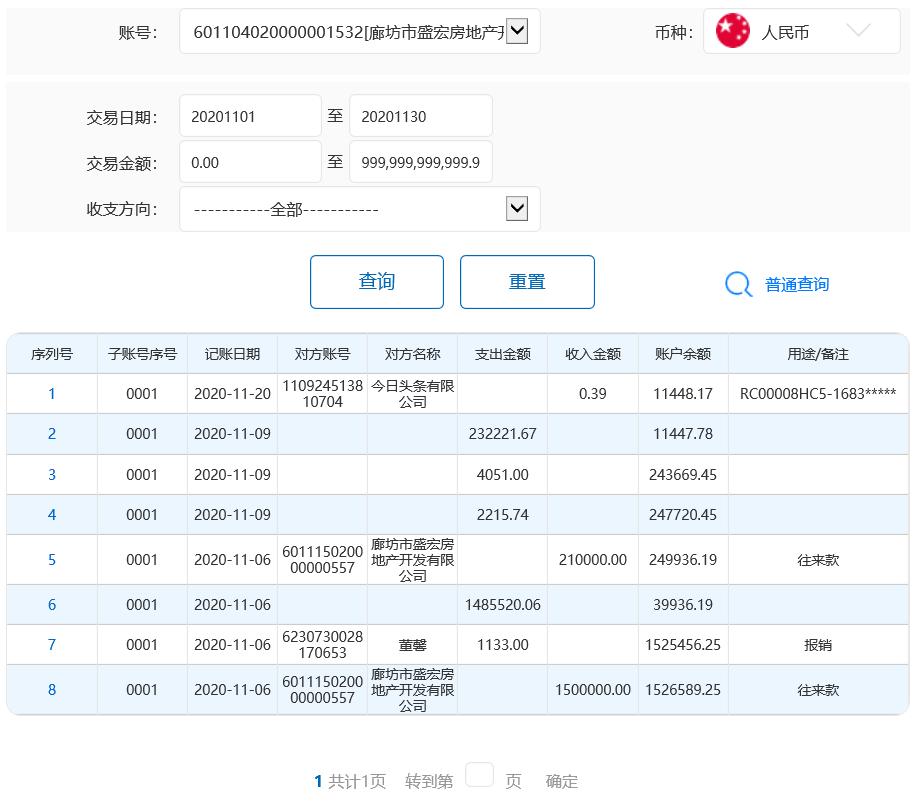 账号： 601104020000001532[廊坊市盛宏房地产 币种： 人民币
交易日期： 20201101 至 20201130
交易金额： 0.00 至 999,999,999,999.9
收支方向： -----------全部-----------
查询 重置 普通查询
序列号 子账号序号 记账日期 对方账号 对方名称 支出金额 收入金额 账户余额 用途/备注
1 0001 2020-11-20 110924513810704 今日头条有限公司 0.39 11448.17 RC00008HC5-1683*****
2 0001 2020-11-09 232221.67 11447.78
3 0001 2020-11-09 4051.00 243669.45
4 0001 2020-11-09 2215.74 247720.45
5 0001 2020-11-06 601115020000000557 廊坊市盛宏房地产开发有限公司 210000.00 249936.19 往来款
6 0001 2020-11-06 1485520.06 39936.19
7 0001 2020-11-06 6230730028170653 董馨 1133.00 1525456.25 报销
8 0001 2020-11-06 601115020000000557 廊坊市盛宏房地产开发有限公司 1500000.00 1526589.25 往来款
1 共计1页 转到第 页 确定